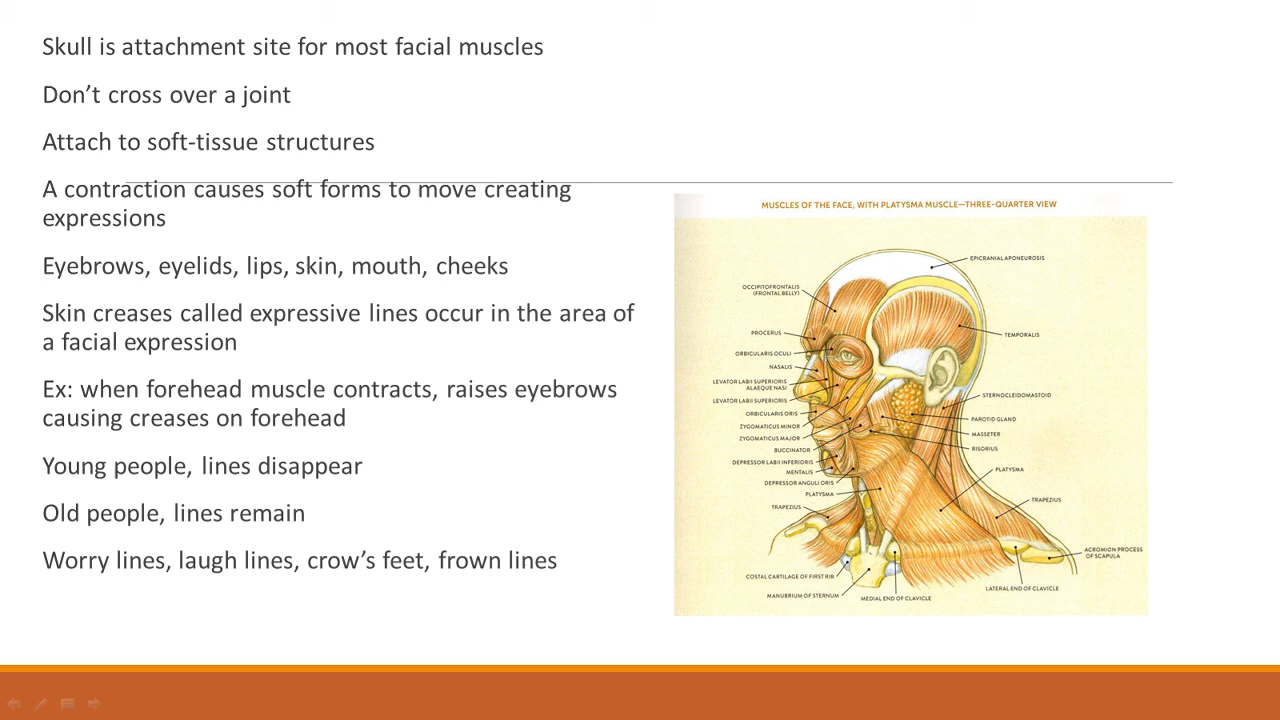 Skull is attachment site for most facial muscles
Don’t cross over a joint
Attach to soft-tissue structures
A contraction causes soft forms to move creating
expressions
Eyebrows, eyelids, lips, skin, mouth, cheeks
Skin creases called expressive lines occur in the area of
a facial expression
Ex: when forehead muscle contracts, raises eyebrows
causing creases on forehead
Young people, lines disappear
Old people, lines remain
Worry lines, laugh lines, crow’s feet, frown lines
MUSCLES OF THE FACE, WITH PLATYSMA MUSCLE—THREE-QUARTER VIEW
EPICRANIAL APONEUROSIS
OCCIPITOFRONTALIS
(FRONTAL BELLY)
PROCERUS
TEMPORALIS
ORBICULARIS OCULI
NASALIS
LEVATOR LABII SUPERIORIS
ALAEQUE NASI
LEVATOR LABII SUPERIORIS
STERNOCLEIDOMASTOID
ORBICULARIS ORIS
PAROTID GLAND
ZYGOMATICUS MINOR
MASSETER
ZYGOMATICUS MAJOR
BUCCINATOR
RISORIUS
DEPRESSOR LABII INFERIORIS
MENTALIS
PLATYSMA
DEPRESSOR ANGULI ORIS
PLATYSMA
TRAPEZIUS
TRAPEZIUS
ACROMION PROCESS
OF SCAPULA
COSTAL CARTILAGE OF FIRST RIB
LATERAL END OF CLAVICLE
MANUBRIUM OF STERNUM
MEDIAL END OF CLAVICLE